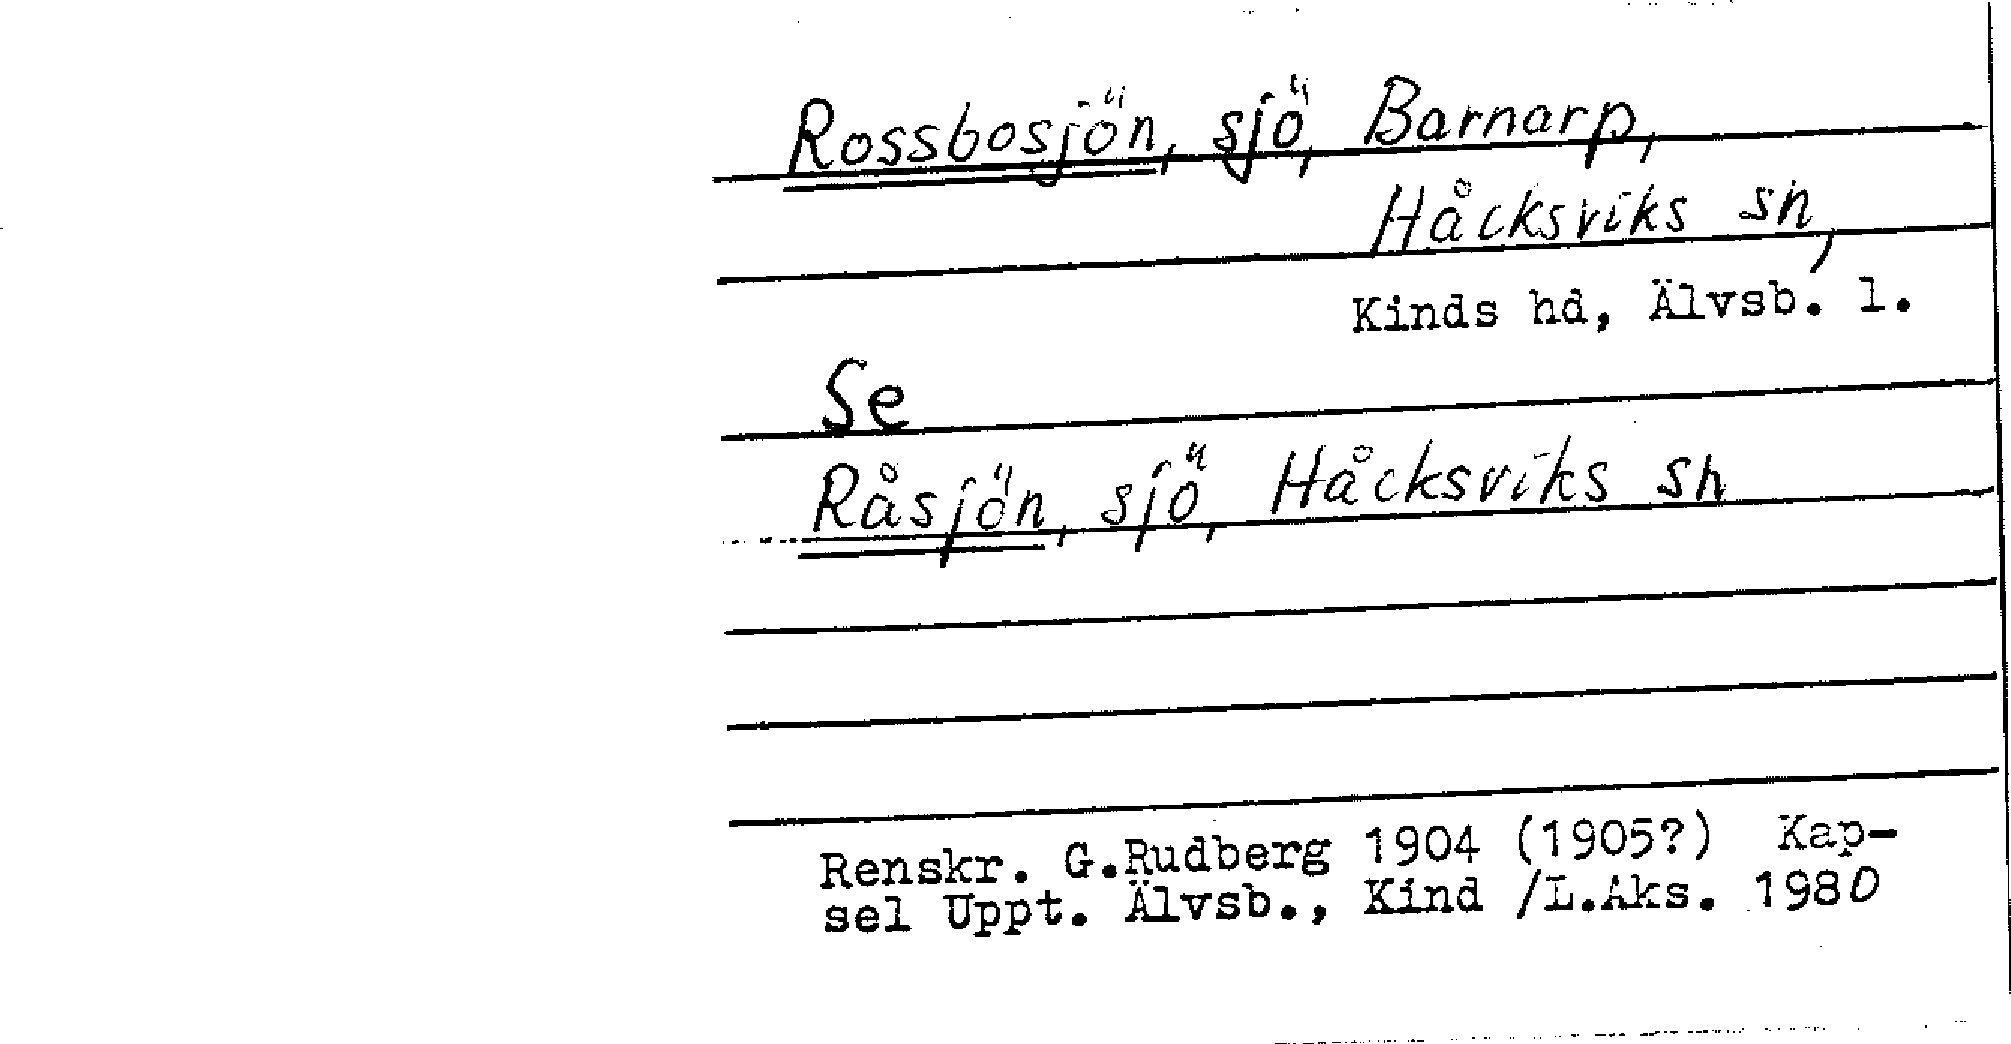 Rossbosjön, sjö, Barnarp,
Håcksviks sn,
Kinds hd, Älvsb. l.
Se
Råsjön, sjö, Håcksviks sn
Renskr. G.Rudberg 1904 (1905?) Kap-
sel Uppt. Älvsb., Kind /L.Aks. 1980